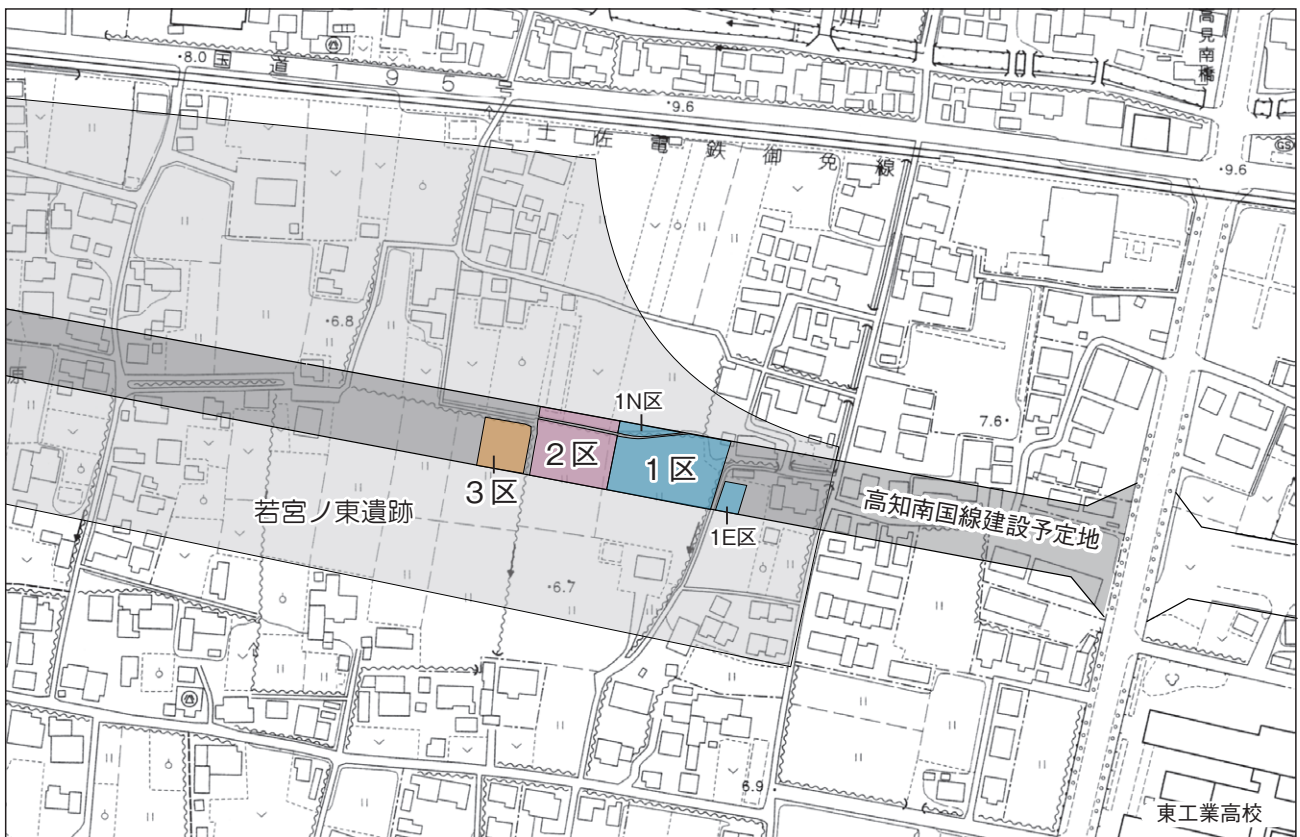 高見南橋
・8.0
国道195号
・9.6
土佐電鉄御免線
GS
・9.6
・6.8
原
1N区
7.6・
2区
1区
3区
高知南国線建設予定地
若宮ノ東遺跡
1E区
・6.7
6.9・
東工業高校